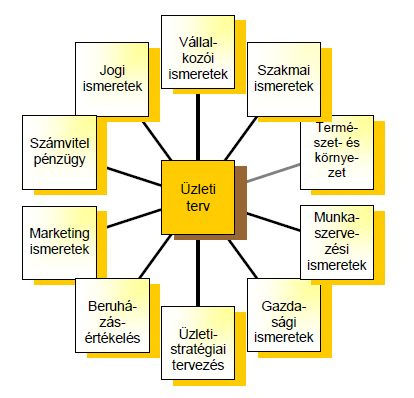 Vállal-
kozói
ismeretek
Szakmai
ismeretek
Termé-
szet- és
környe-
zet
Munka-
szerve-
zési
ismeretek
Gazda-
sági
ismeretek
Üzleti-
stratégiai
tervezés
Beruhá-
zás-
értékelés
Marketing
ismeretek
Számvitel
pénzügy
Jogi
ismeretek
Üzleti
terv